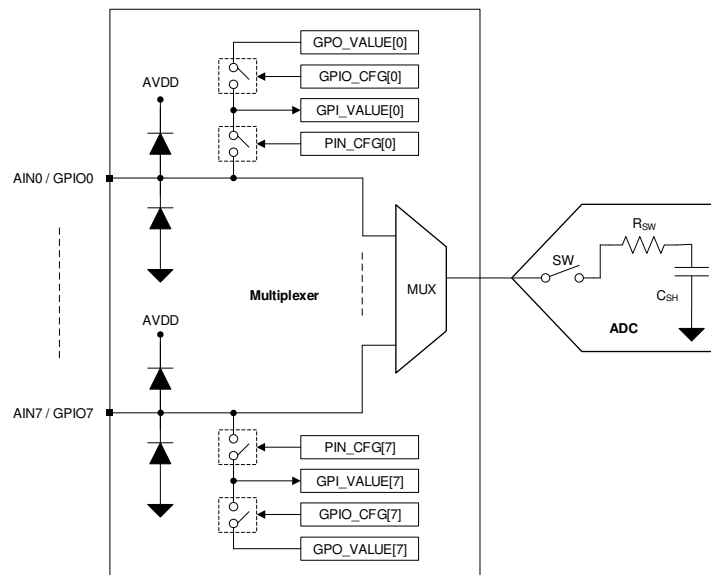 GPO_VALUE[0]
GPIO_CFG[0]
AVDD
GPI_VALUE[0]
PIN_CFG[0]
AIN0 / GPIO0
RSW
SW
MUX
CSH
Multiplexer
ADC
AVDD
AIN7 / GPIO7
PIN_CFG[7]
GPI_VALUE[7]
GPIO_CFG[7]
GPO_VALUE[7]